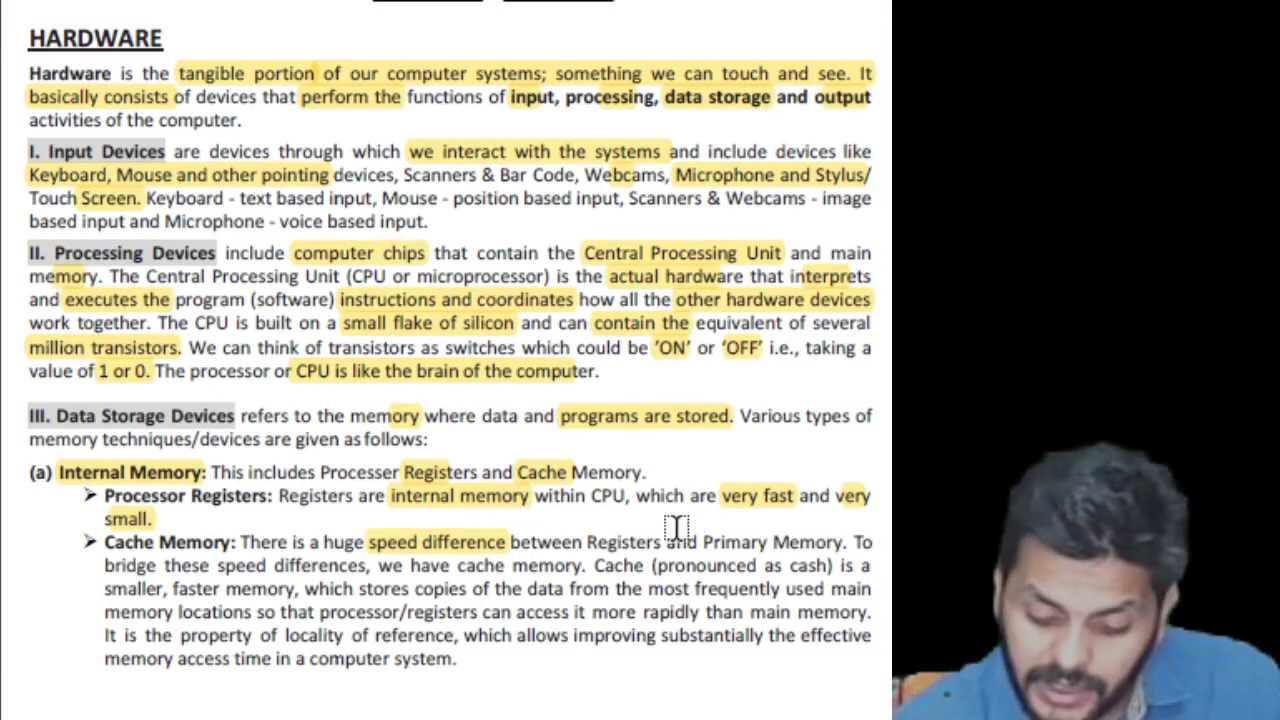 HARDWARE
Hardware is the tangible portion of our computer systems; something we can touch and see. It
basically consists of devices that perform the functions of input, processing, data storage and output
activities of the computer.
I. Input Devices are devices through which we interact with the systems and include devices like
Keyboard, Mouse and other pointing devices, Scanners & Bar Code, Webcams, Microphone and Stylus/
Touch Screen. Keyboard - text based input, Mouse - position based input, Scanners & Webcams - image
based input and Microphone - voice based input.
II. Processing Devices include computer chips that contain the Central Processing Unit and main
memory. The Central Processing Unit (CPU or microprocessor) is the actual hardware that interprets
and executes the program (software) instructions and coordinates how all the other hardware devices
work together. The CPU is built on a small flake of silicon and can contain the equivalent of several
million transistors. We can think of transistors as switches which could be ’ON’ or ‘OFF’ i.e., taking a
value of 1 or 0. The processor or CPU is like the brain of the computer.
III. Data Storage Devices refers to the memory where data and programs are stored. Various types of
memory techniques/devices are given as follows:
(a) Internal Memory: This includes Processer Registers and Cache Memory.
➢ Processor Registers: Registers are internal memory within CPU, which are very fast and very
small.
➢ Cache Memory: There is a huge speed difference between Registers and Primary Memory. To
bridge these speed differences, we have cache memory. Cache (pronounced as cash) is a
smaller, faster memory, which stores copies of the data from the most frequently used main
memory locations so that processor/registers can access it more rapidly than main memory.
It is the property of locality of reference, which allows improving substantially the effective
memory access time in a computer system.